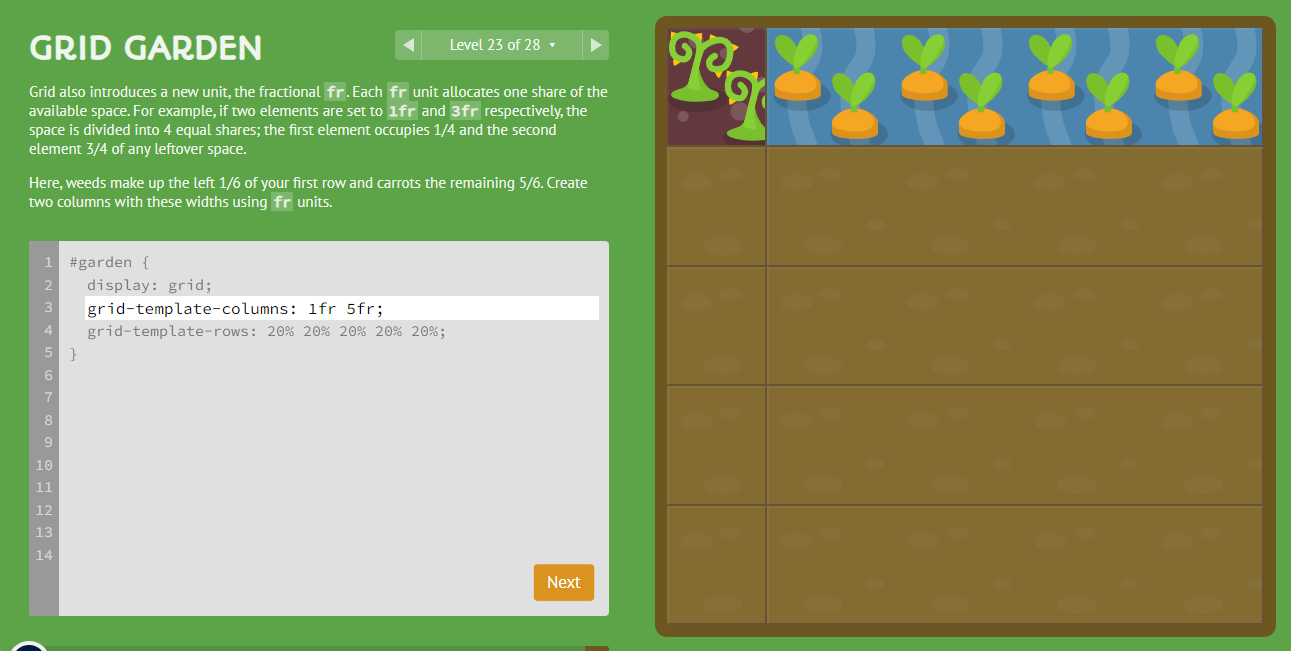 GRID GARDEN
Level 23 of 28
Grid also introduces a new unit, the fractional fr. Each fr unit allocates one share of the
available space. For example, if two elements are set to 1fr and 3fr respectively, the
space is divided into 4 equal shares; the first element occupies 1/4 and the second
element 3/4 of any leftover space.
Here, weeds make up the left 1/6 of your first row and carrots the remaining 5/6. Create
two columns with these widths using fr units.
1 #garden {
2 display: grid;
3 grid-template-columns: 1fr 5fr;
4 grid-template-rows: 20% 20% 20% 20% 20%;
5 }
6
7
8
9
10
11
12
13
14
Next